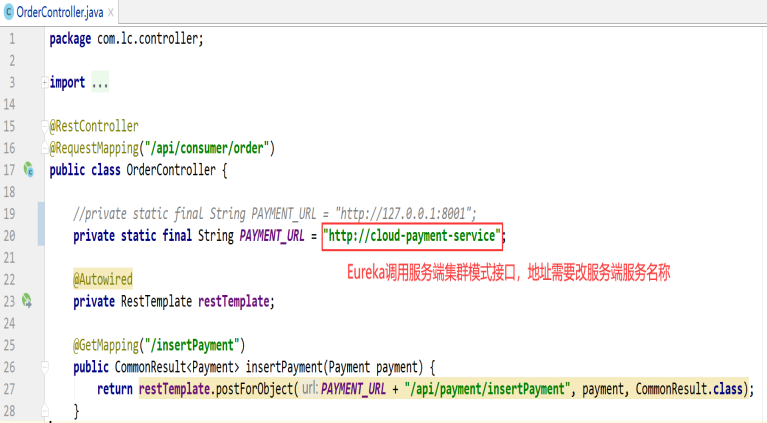 OrderController.java ×
1 package com.lc.controller;
2
3 import ...
14
15 @RestController
16 @RequestMapping("/api/consumer/order")
17 public class OrderController {
18
19 //private static final String PAYMENT_URL = "http://127.0.0.1:8001";
20 private static final String PAYMENT_URL = "http://cloud-payment-service";
21
Eureka调用服务端集群模式接口，地址需要改服务端服务名称
22 @Autowired
23 private RestTemplate restTemplate;
24
25 @GetMapping("/insertPayment")
26 public CommonResult<Payment> insertPayment(Payment payment) {
27 return restTemplate.postForObject( url: PAYMENT_URL + "/api/payment/insertPayment", payment, CommonResult.class);
28 }